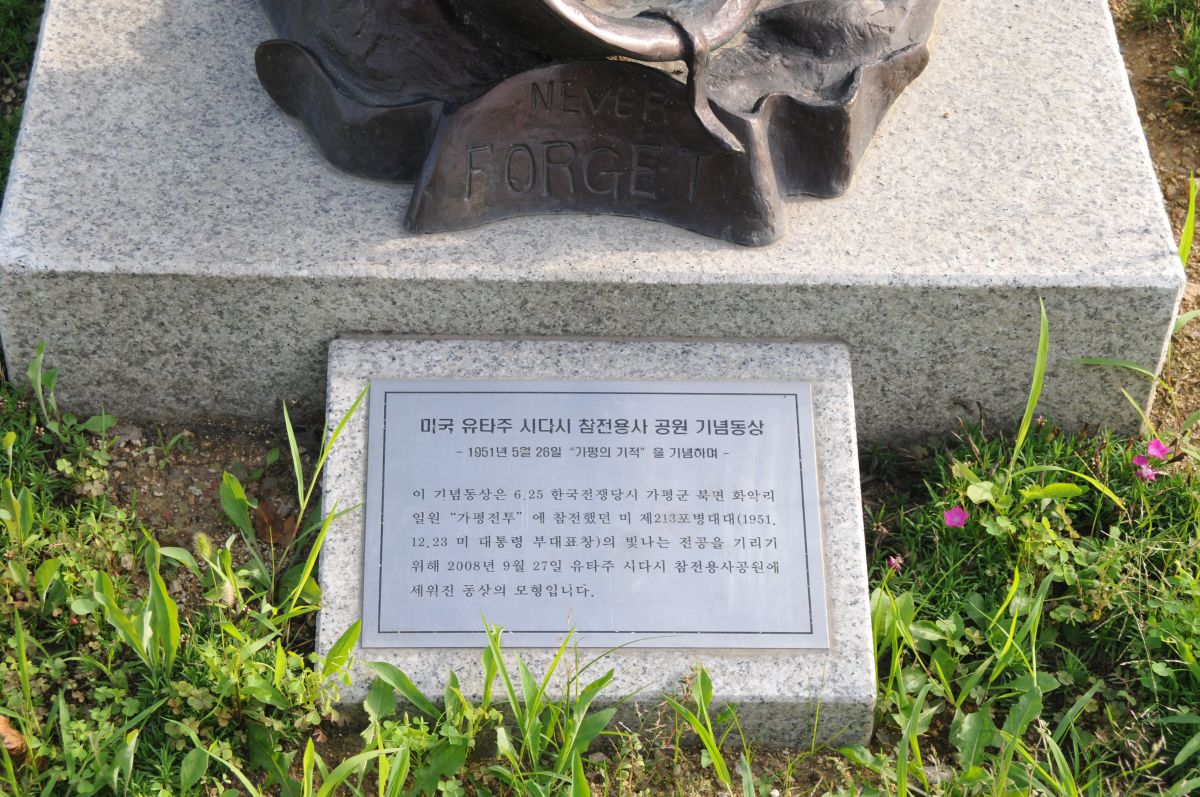 NEVER
FORGET
미국 유타주 시다시 참전용사 공원 기념동상
- 1951년 5월 26일 "가평의 기적" 을 기념하며 -
이 기념동상은 6.25 한국전쟁당시 가평군 북면 화악리
일원 "가평전투" 에 참전했던 미 제213포병대대(1951.
12.23 미 대통령 부대표창)의 빛나는 전공을 기리기
위해 2008년 9월 27일 유타주 시다시 참전용사공원에
세워진 동상의 모형입니다.